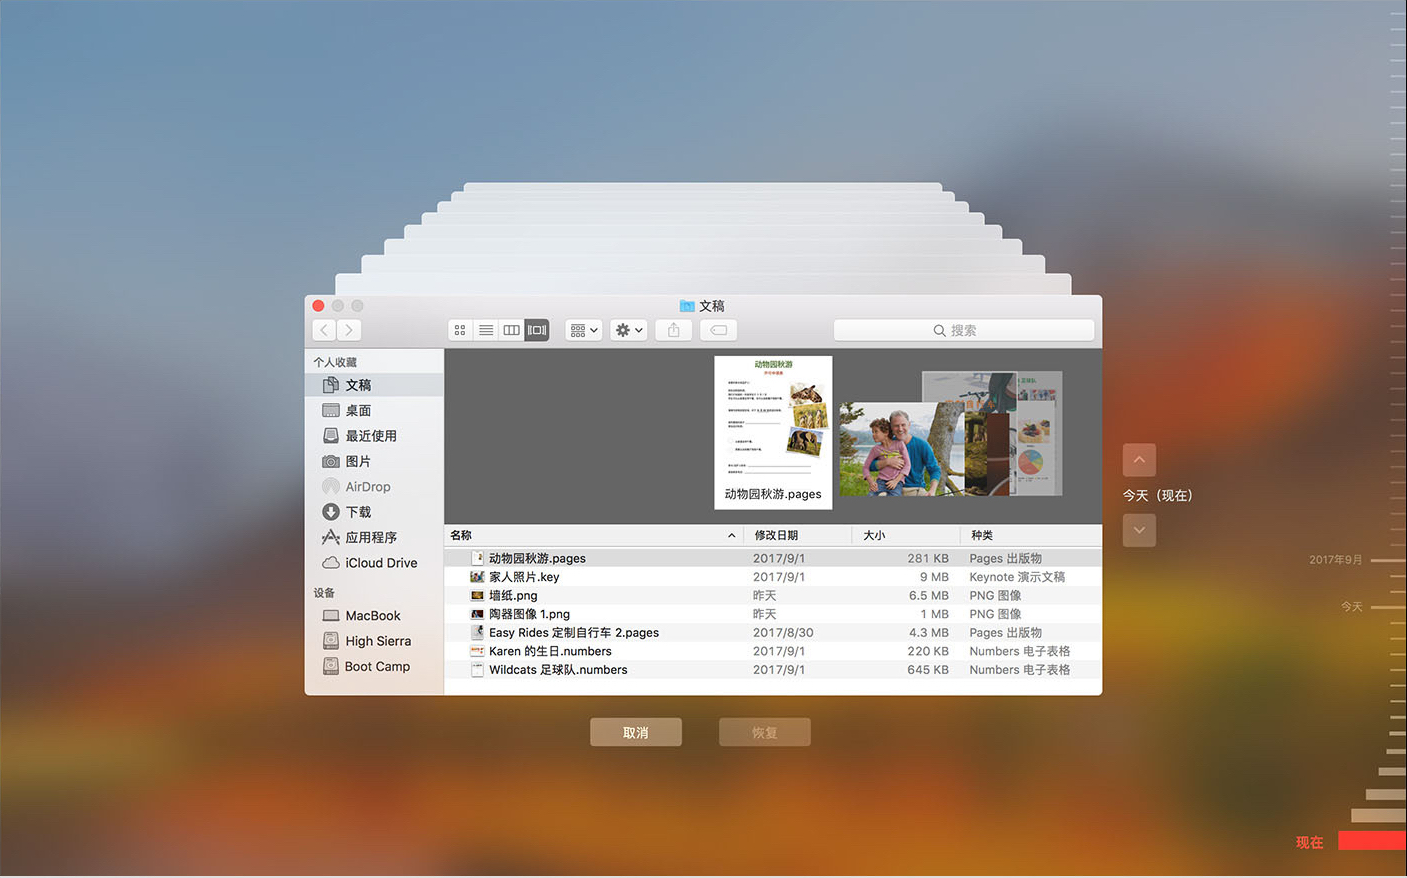 文稿
搜索
个人收藏
文稿
桌面
最近使用
图片
AirDrop
下载
应用程序
iCloud Drive
设备
MacBook
High Sierra
Boot Camp
动物园秋游
动物园秋游.pages
名称 修改日期 大小 种类
动物园秋游.pages 2017/9/1 281 KB Pages 出版物
家人照片.key 2017/9/1 9 MB Keynote 演示文稿
墙纸.png 昨天 6.5 MB PNG 图像
陶器图像 1.png 昨天 1 MB PNG 图像
Easy Rides 定制自行车 2.pages 2017/8/30 4.3 MB Pages 出版物
Karen 的生日.numbers 2017/9/1 220 KB Numbers 电子表格
Wildcats 足球队.numbers 2017/9/1 645 KB Numbers 电子表格
今天（现在）
2017年9月
今天
取消
恢复
现在